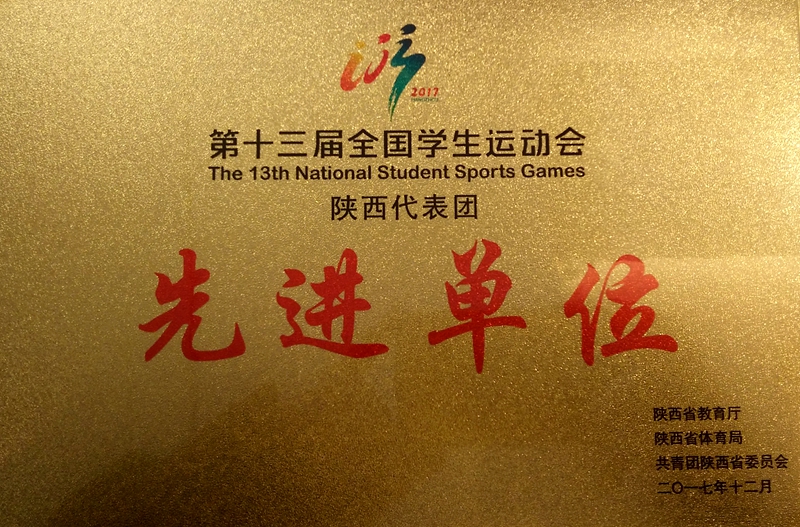 2017
第十三届全国学生运动会
The 13th National Student Sports Games
陕西代表团
先进单位
陕西省教育厅
陕西省体育局
共青团陕西省委员会
二〇一七年十二月